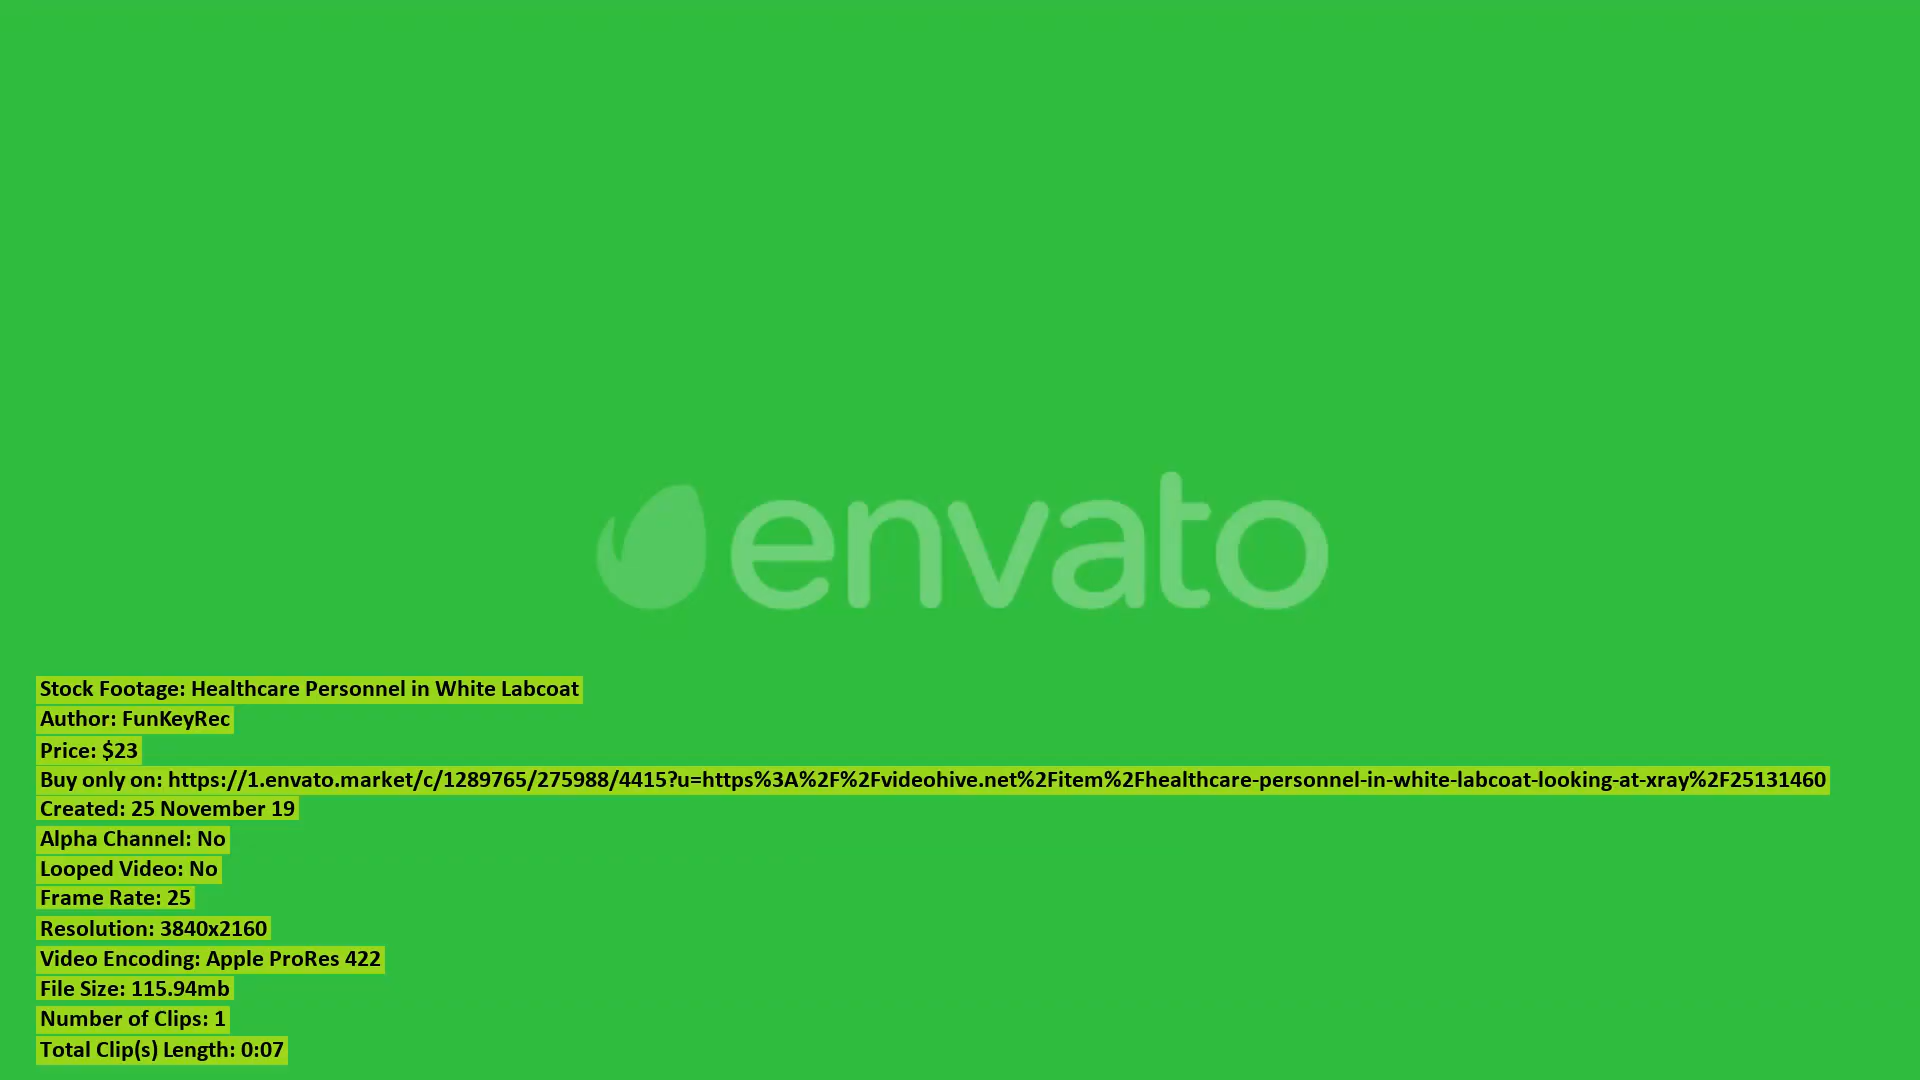 envato
Stock Footage: Healthcare Personnel in White Labcoat
Author: FunKeyRec
Price: $23
Buy only on: https://1.envato.market/c/1289765/275988/4415?u=https%3A%2F%2Fvideohive.net%2Fitem%2Fhealthcare-personnel-in-white-labcoat-looking-at-xray%2F25131460
Created: 25 November 19
Alpha Channel: No
Looped Video: No
Frame Rate: 25
Resolution: 3840x2160
Video Encoding: Apple ProRes 422
File Size: 115.94mb
Number of Clips: 1
Total Clip(s) Length: 0:07